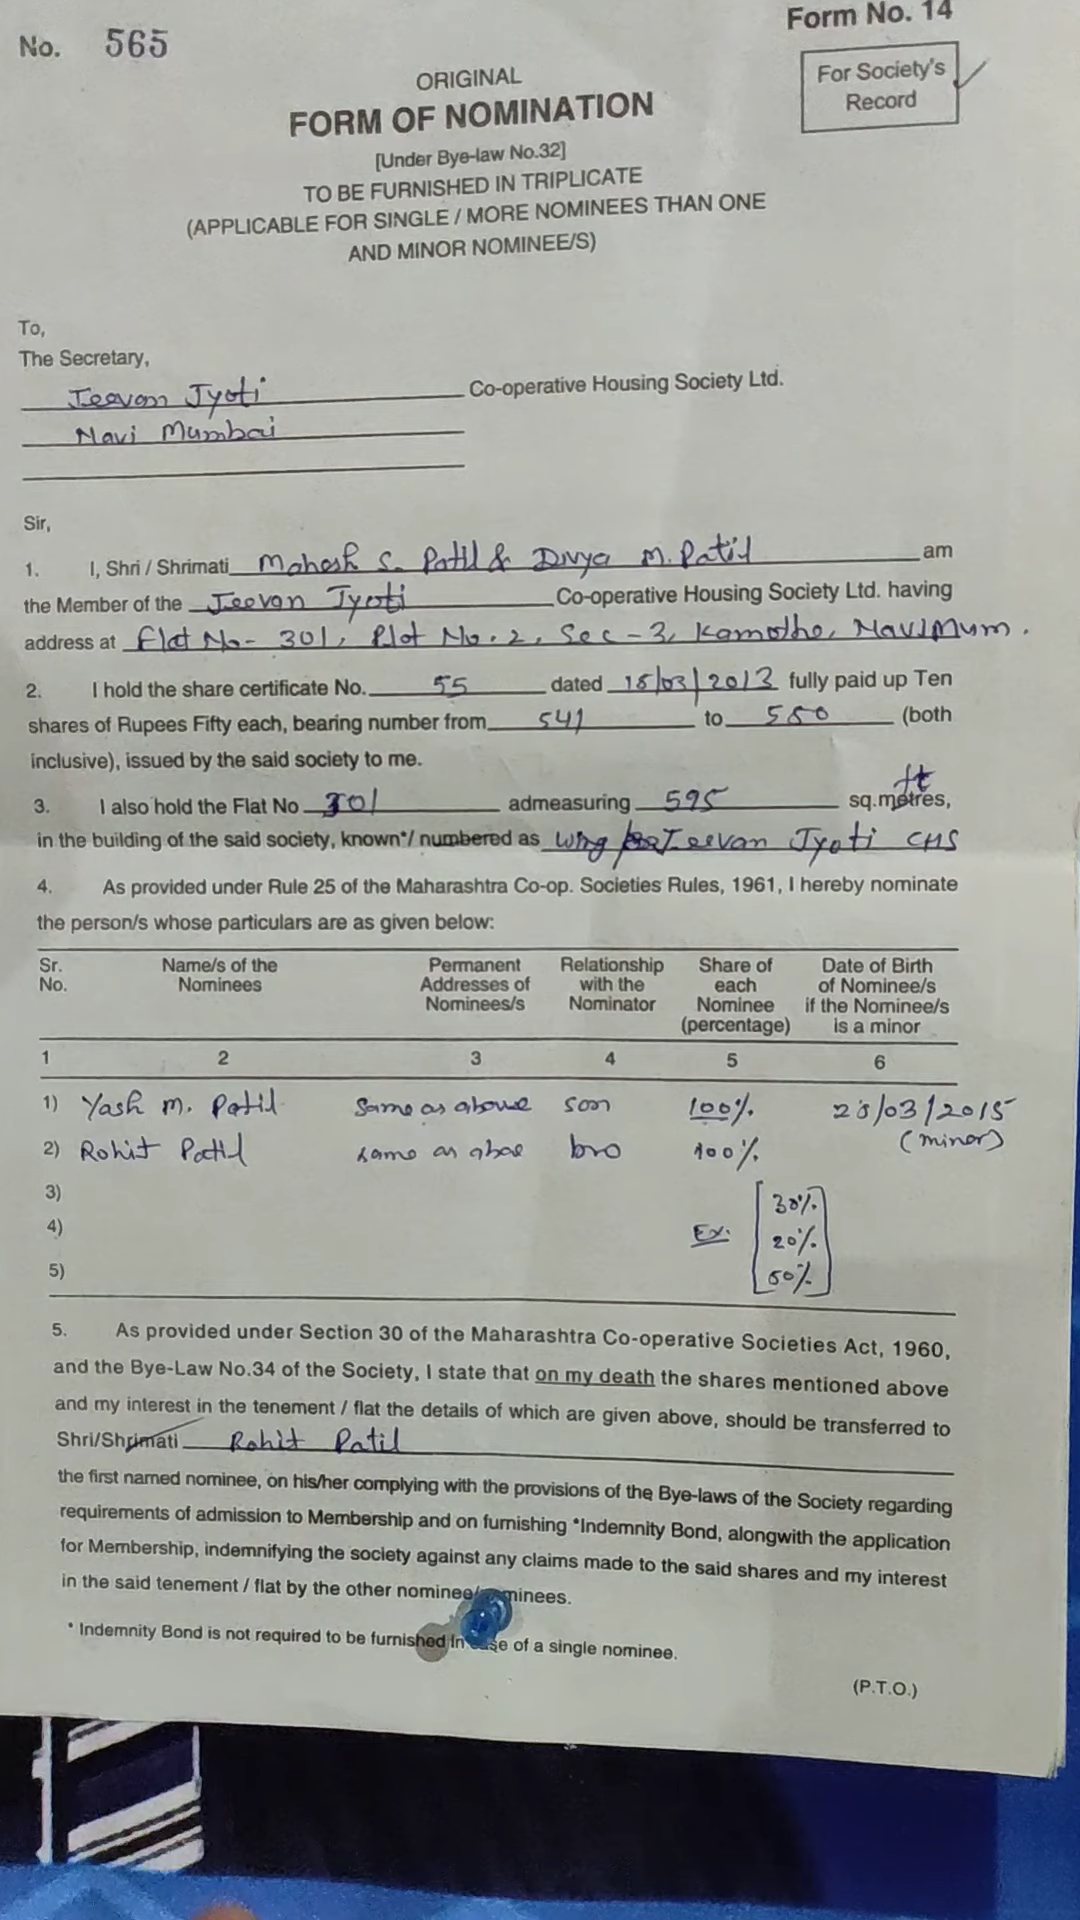 No. 565
Form No. 14
For Society's
Record
ORIGINAL
FORM OF NOMINATION
[Under Bye-law No.32]
TO BE FURNISHED IN TRIPLICATE
(APPLICABLE FOR SINGLE / MORE NOMINEES THAN ONE
AND MINOR NOMINEE/S)
To,
The Secretary,
Jeevan Jyoti Co-operative Housing Society Ltd.
Navi Mumbai
Sir,
1. I, Shri / Shrimati Mahesh S. Patil & Divya M. Patil am
the Member of the Jeevan Jyoti Co-operative Housing Society Ltd. having
address at Flat No- 301, Plot No. 2, Sec - 3, Kamothe, Navi Mum.
2. I hold the share certificate No. 55 dated 15/03/2013 fully paid up Ten
shares of Rupees Fifty each, bearing number from 541 to 550 (both
inclusive), issued by the said society to me.
ft
3. I also hold the Flat No 301 admeasuring 595 sq.metres,
in the building of the said society, known*/ numbered as Wing Jeevan Jyoti CHS
4. As provided under Rule 25 of the Maharashtra Co-op. Societies Rules, 1961, I hereby nominate
the person/s whose particulars are as given below:
Sr. Name/s of the Permanent Relationship Share of Date of Birth
No. Nominees Addresses of with the each of Nominee/s
Nominees/s Nominator Nominee if the Nominee/s
(percentage) is a minor
1 2 3 4 5 6
1) Yash M. Patil Same as above son 100% /03/2015
(minor)
2) Rohit Patil same as abae bro 100%
3) 30%
4) Ex. 20%
5) 50%
5. As provided under Section 30 of the Maharashtra Co-operative Societies Act, 1960,
and the Bye-Law No.34 of the Society, I state that on my death the shares mentioned above
and my interest in the tenement / flat the details of which are given above, should be transferred to
Shri/Shrimati Rohit Patil
the first named nominee, on his/her complying with the provisions of the Bye-laws of the Society regarding
requirements of admission to Membership and on furnishing *Indemnity Bond, alongwith the application
for Membership, indemnifying the society against any claims made to the said shares and my interest
in the said tenement / flat by the other nominee/nominees.
* Indemnity Bond is not required to be furnished in case of a single nominee.
(P.T.O.)